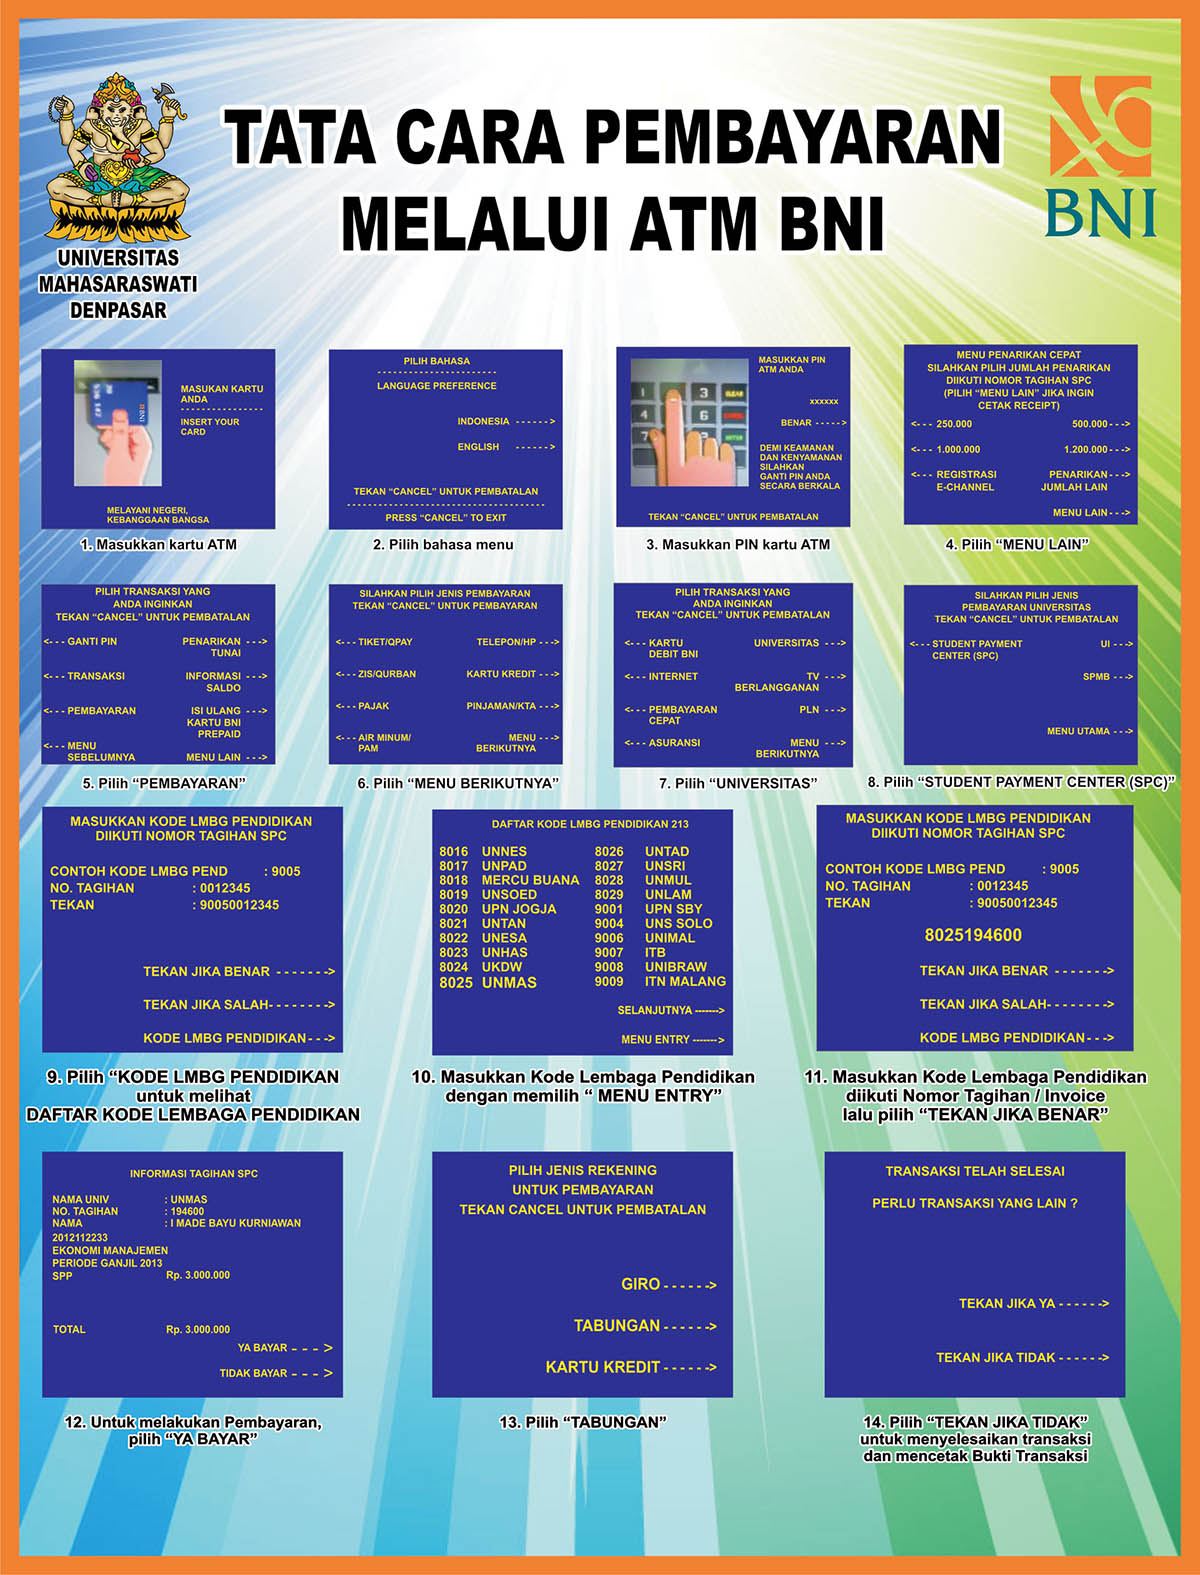 TATA CARA PEMBAYARAN
MELALUI ATM BNI
UNIVERSITAS
MAHASARASWATI
DENPASAR
BNI
MASUKAN KARTU
ANDA
- - - - - - - - - - - - - - - -
INSERT YOUR
CARD
MELAYANI NEGERI,
KEBANGGAAN BANGSA
1. Masukkan kartu ATM
PILIH BAHASA
- - - - - - - - - - - - - - - - - - - - - -
LANGUAGE PREFERENCE
INDONESIA - - - - - ->
ENGLISH - - - - - ->
TEKAN "CANCEL" UNTUK PEMBATALAN
PRESS "CANCEL" TO EXIT
2. Pilih bahasa menu
MASUKKAN PIN
ATM ANDA
xxxxxx
BENAR - - - - ->
DEMI KEAMANAN
DAN KENYAMANAN
SILAHKAN
GANTI PIN ANDA
SECARA BERKALA
TEKAN "CANCEL" UNTUK PEMBATALAN
3. Masukkan PIN kartu ATM
MENU PENARIKAN CEPAT
SILAHKAN PILIH JUMLAH PENARIKAN
DIIKUTI NOMOR TAGIHAN SPC
(PILIH "MENU LAIN" JIKA INGIN
CETAK RECEIPT)
<- - - 250.000 500.000 - - ->
<- - - 1.000.000 1.200.000 - - ->
<- - - REGISTRASI PENARIKAN - - ->
E-CHANNEL JUMLAH LAIN
MENU LAIN - - ->
4. Pilih "MENU LAIN"
PILIH TRANSAKSI YANG
ANDA INGINKAN
TEKAN "CANCEL" UNTUK PEMBATALAN
<- - - GANTI PIN PENARIKAN - - ->
TUNAI
<- - - TRANSAKSI INFORMASI - - ->
SALDO
<- - - PEMBAYARAN ISI ULANG - - ->
KARTU BNI
PREPAID
<- - - MENU
SEBELUMNYA MENU LAIN - - ->
5. Pilih "PEMBAYARAN"
SILAHKAN PILIH JENIS PEMBAYARAN
TEKAN "CANCEL" UNTUK PEMBAYARAN
<- - - TIKET/QPAY TELEPON/HP - - ->
<- - - ZIS/QURBAN KARTU KREDIT - - ->
<- - - PAJAK PINJAMAN/KTA - - ->
<- - - AIR MINUM/ MENU - - ->
PAM BERIKUTNYA
6. Pilih "MENU BERIKUTNYA"
PILIH TRANSAKSI YANG
ANDA INGINKAN
TEKAN "CANCEL" UNTUK PEMBATALAN
<- - - KARTU UNIVERSITAS - - ->
DEBIT BNI
<- - - INTERNET TV - - ->
BERLANGGANAN
<- - - PEMBAYARAN PLN - - ->
CEPAT
<- - - ASURANSI MENU - - ->
BERIKUTNYA
7. Pilih "UNIVERSITAS"
SILAHKAN PILIH JENIS
PEMBAYARAN UNIVERSITAS
TEKAN "CANCEL" UNTUK PEMBATALAN
<- - - STUDENT PAYMENT UI - - ->
CENTER (SPC)
SPMB - - ->
MENU UTAMA - - ->
8. Pilih "STUDENT PAYMENT CENTER (SPC)"
MASUKKAN KODE LMBG PENDIDIKAN
DIIKUTI NOMOR TAGIHAN SPC
CONTOH KODE LMBG PEND : 9005
NO. TAGIHAN : 0012345
TEKAN : 90050012345
TEKAN JIKA BENAR - - - - - - ->
TEKAN JIKA SALAH- - - - - - - ->
KODE LMBG PENDIDIKAN- - ->
9. Pilih "KODE LMBG PENDIDIKAN
untuk melihat
DAFTAR KODE LEMBAGA PENDIDIKAN
DAFTAR KODE LMBG PENDIDIKAN 213
8016 UNNES 8026 UNTAD
8017 UNPAD 8027 UNSRI
8018 MERCU BUANA 8028 UNMUL
8019 UNSOED 8029 UNLAM
8020 UPN JOGJA 9001 UPN SBY
8021 UNTAN 9004 UNS SOLO
8022 UNESA 9006 UNIMAL
8023 UNHAS 9007 ITB
8024 UKDW 9008 UNIBRAW
8025 UNMAS 9009 ITN MALANG
SELANJUTNYA ------->
MENU ENTRY ------->
10. Masukkan Kode Lembaga Pendidikan
dengan memilih " MENU ENTRY"
MASUKKAN KODE LMBG PENDIDIKAN
DIIKUTI NOMOR TAGIHAN SPC
CONTOH KODE LMBG PEND : 9005
NO. TAGIHAN : 0012345
TEKAN : 90050012345
8025194600
TEKAN JIKA BENAR - - - - - - ->
TEKAN JIKA SALAH- - - - - - - ->
KODE LMBG PENDIDIKAN- - ->
11. Masukkan Kode Lembaga Pendidikan
diikuti Nomor Tagihan / Invoice
lalu pilih "TEKAN JIKA BENAR"
INFORMASI TAGIHAN SPC
NAMA UNIV : UNMAS
NO. TAGIHAN : 194600
NAMA : I MADE BAYU KURNIAWAN
2012112233
EKONOMI MANAJEMEN
PERIODE GANJIL 2013
SPP Rp. 3.000.000
TOTAL Rp. 3.000.000
YA BAYAR - - - >
TIDAK BAYAR - - - >
12. Untuk melakukan Pembayaran,
pilih "YA BAYAR"
PILIH JENIS REKENING
UNTUK PEMBAYARAN
TEKAN CANCEL UNTUK PEMBATALAN
GIRO - - - - - ->
TABUNGAN - - - - - ->
KARTU KREDIT - - - - - ->
13. Pilih "TABUNGAN"
TRANSAKSI TELAH SELESAI
PERLU TRANSAKSI YANG LAIN ?
TEKAN JIKA YA - - - - - ->
TEKAN JIKA TIDAK - - - - - ->
14. Pilih "TEKAN JIKA TIDAK"
untuk menyelesaikan transaksi
dan mencetak Bukti Transaksi